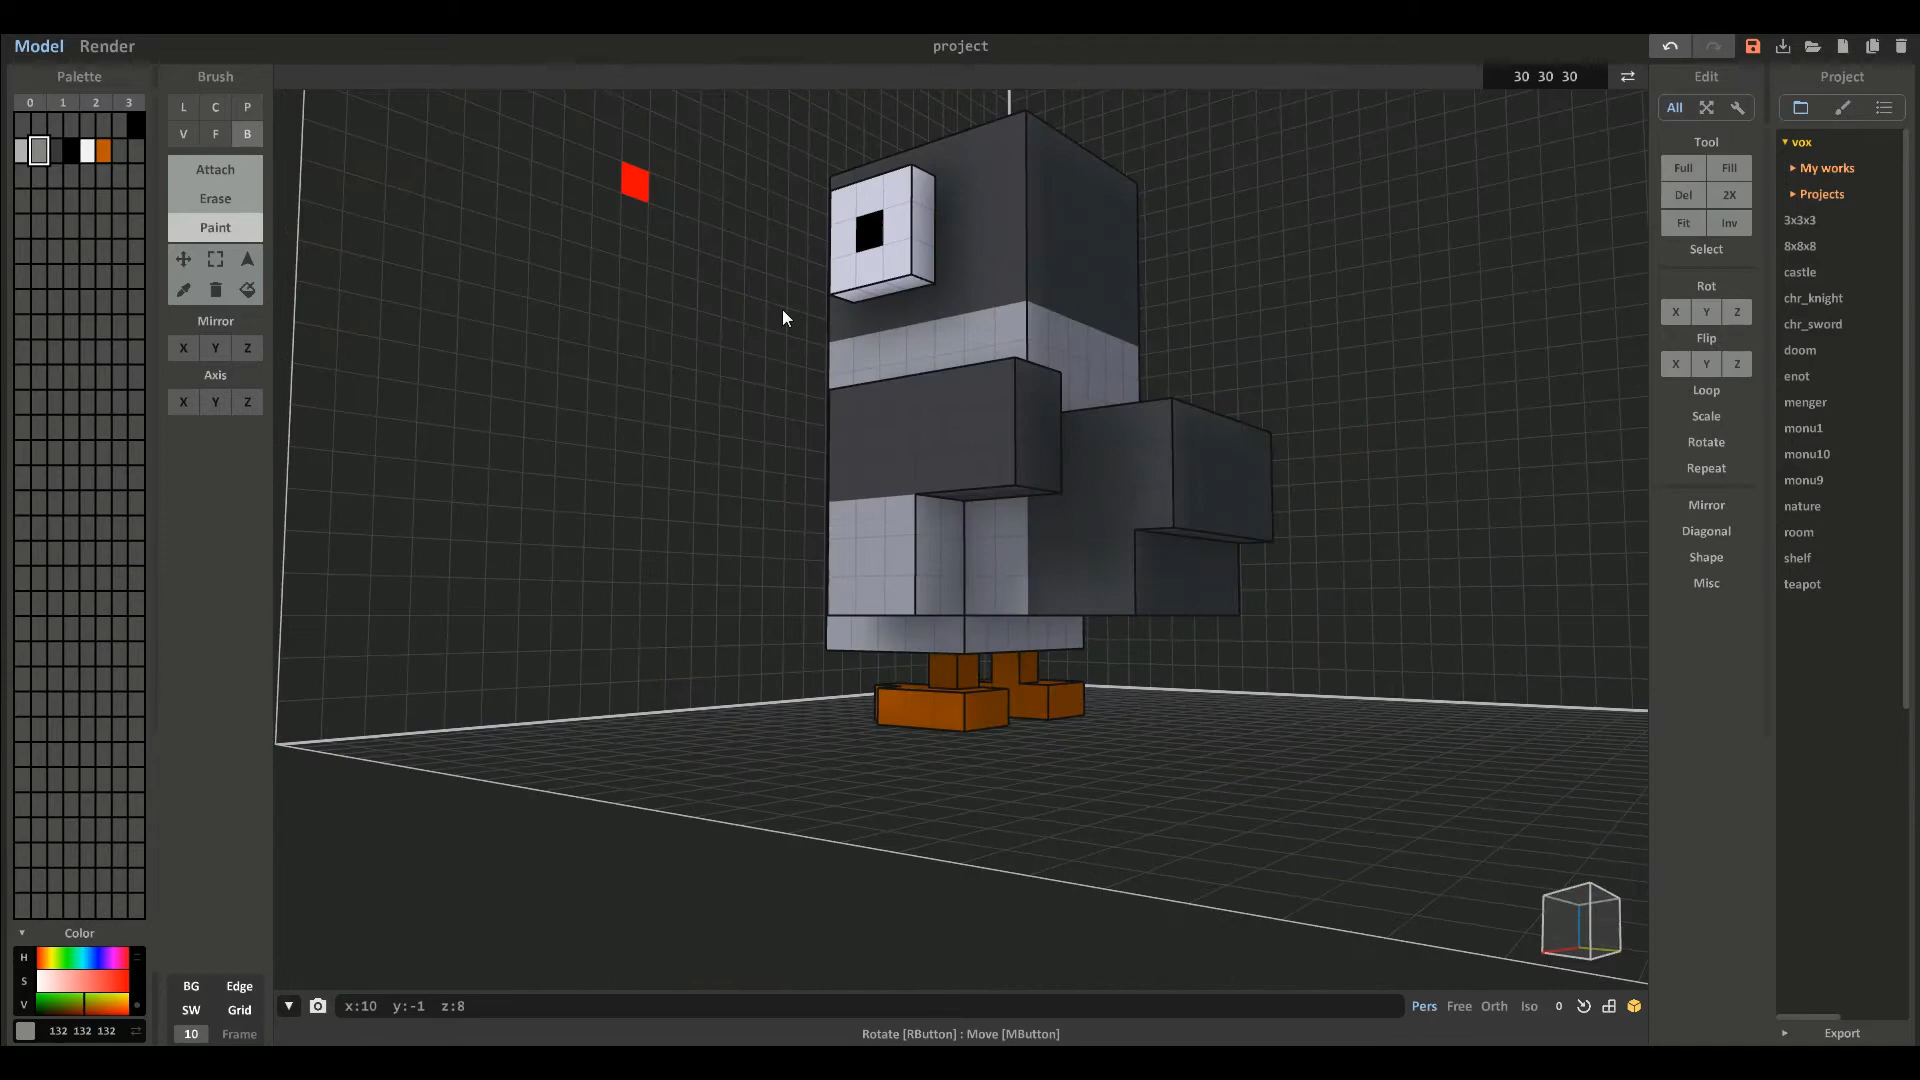 Model Render
project
Palette
0 1 2 3
Brush
L C P
V F B
Attach
Erase
Paint
Mirror
X Y Z
Axis
X Y Z
30 30 30
Edit
All
Tool
Full Fill
Del 2X
Fit Inv
Select
Rot
X Y Z
Flip
X Y Z
Loop
Scale
Rotate
Repeat
Mirror
Diagonal
Shape
Misc
Project
vox
My works
Projects
3x3x3
8x8x8
castle
chr_knight
chr_sword
doom
enot
menger
monu1
monu10
monu9
nature
room
shelf
teapot
Export
Color
H
S
V
132 132 132
BG Edge
SW Grid
10 Frame
x:10 y:-1 z:8
Pers Free Orth Iso 0
Rotate [RButton] : Move [MButton]